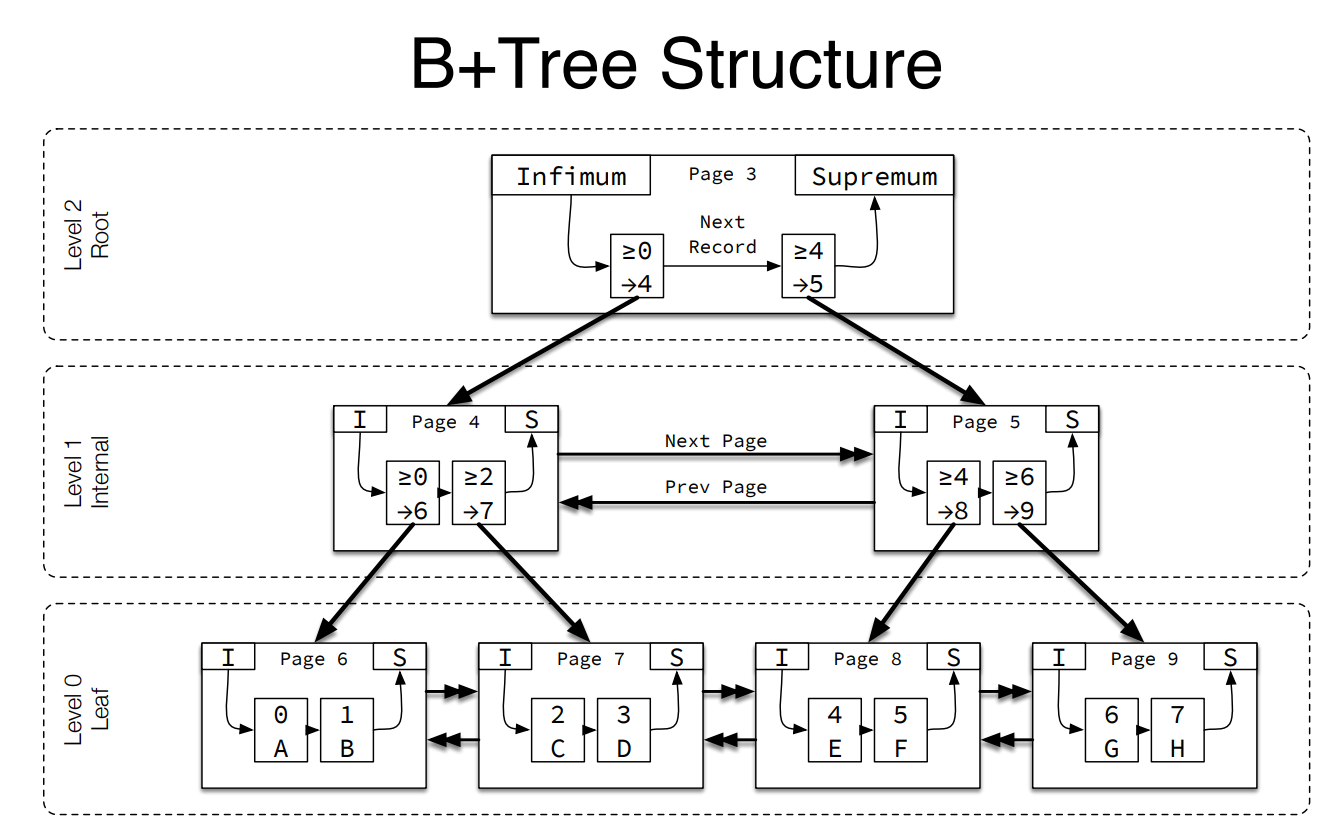 B+Tree Structure
Level 2
Root
Infimum
Page 3
Supremum
Next
Record
≥0
→4
≥4
→5
Level 1
Internal
I
Page 4
S
≥0
→6
≥2
→7
Next Page
Prev Page
I
Page 5
S
≥4
→8
≥6
→9
Level 0
Leaf
I
Page 6
S
0
A
1
B
I
Page 7
S
2
C
3
D
I
Page 8
S
4
E
5
F
I
Page 9
S
6
G
7
H